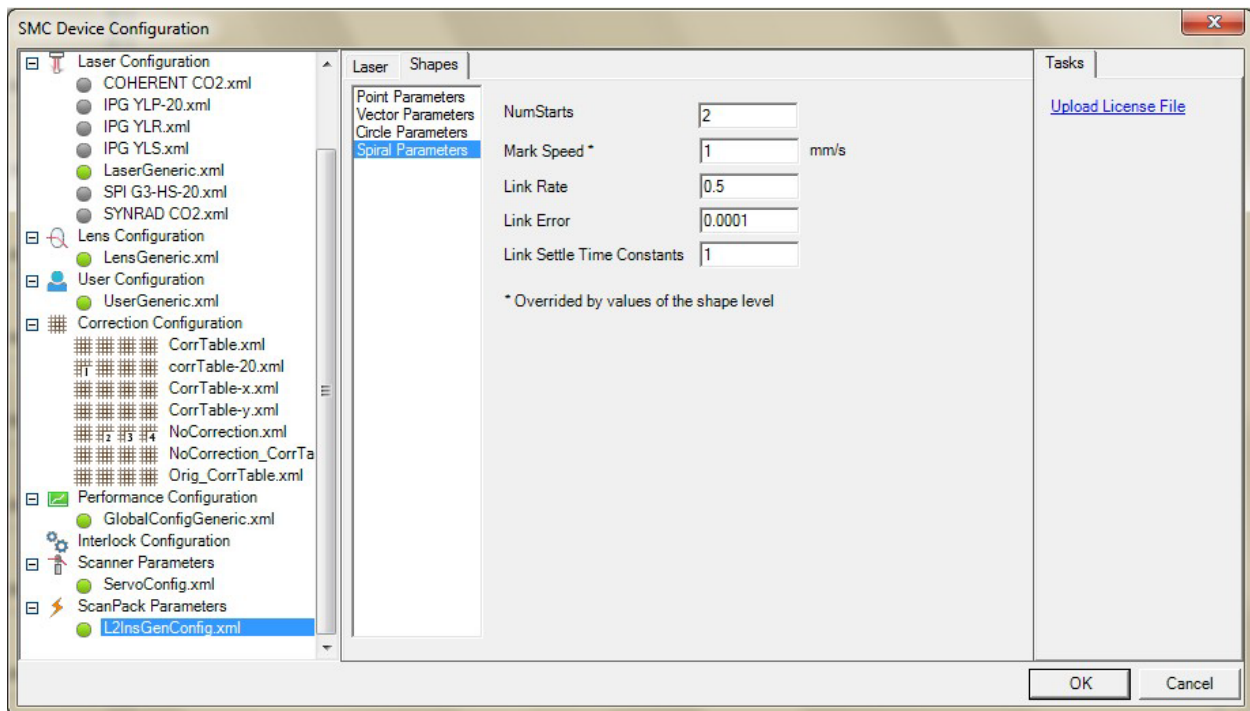 SMC Device Configuration
Laser Configuration
COHERENT CO2.xml
IPG YLP-20.xml
IPG YLR.xml
IPG YLS.xml
LaserGeneric.xml
SPI G3-HS-20.xml
SYNRAD CO2.xml
Lens Configuration
LensGeneric.xml
User Configuration
UserGeneric.xml
Correction Configuration
CorrTable.xml
1 corrTable-20.xml
CorrTable-x.xml
CorrTable-y.xml
2 3 4 NoCorrection.xml
NoCorrection_CorrTa
Orig_CorrTable.xml
Performance Configuration
GlobalConfigGeneric.xml
Interlock Configuration
Scanner Parameters
ServoConfig.xml
ScanPack Parameters
L2InsGenConfig.xml
Laser Shapes
Point Parameters
Vector Parameters
Circle Parameters
Spiral Parameters
NumStarts 2
Mark Speed * 1 mm/s
Link Rate 0.5
Link Error 0.0001
Link Settle Time Constants 1
* Overrided by values of the shape level
Tasks
Upload License File
OK Cancel